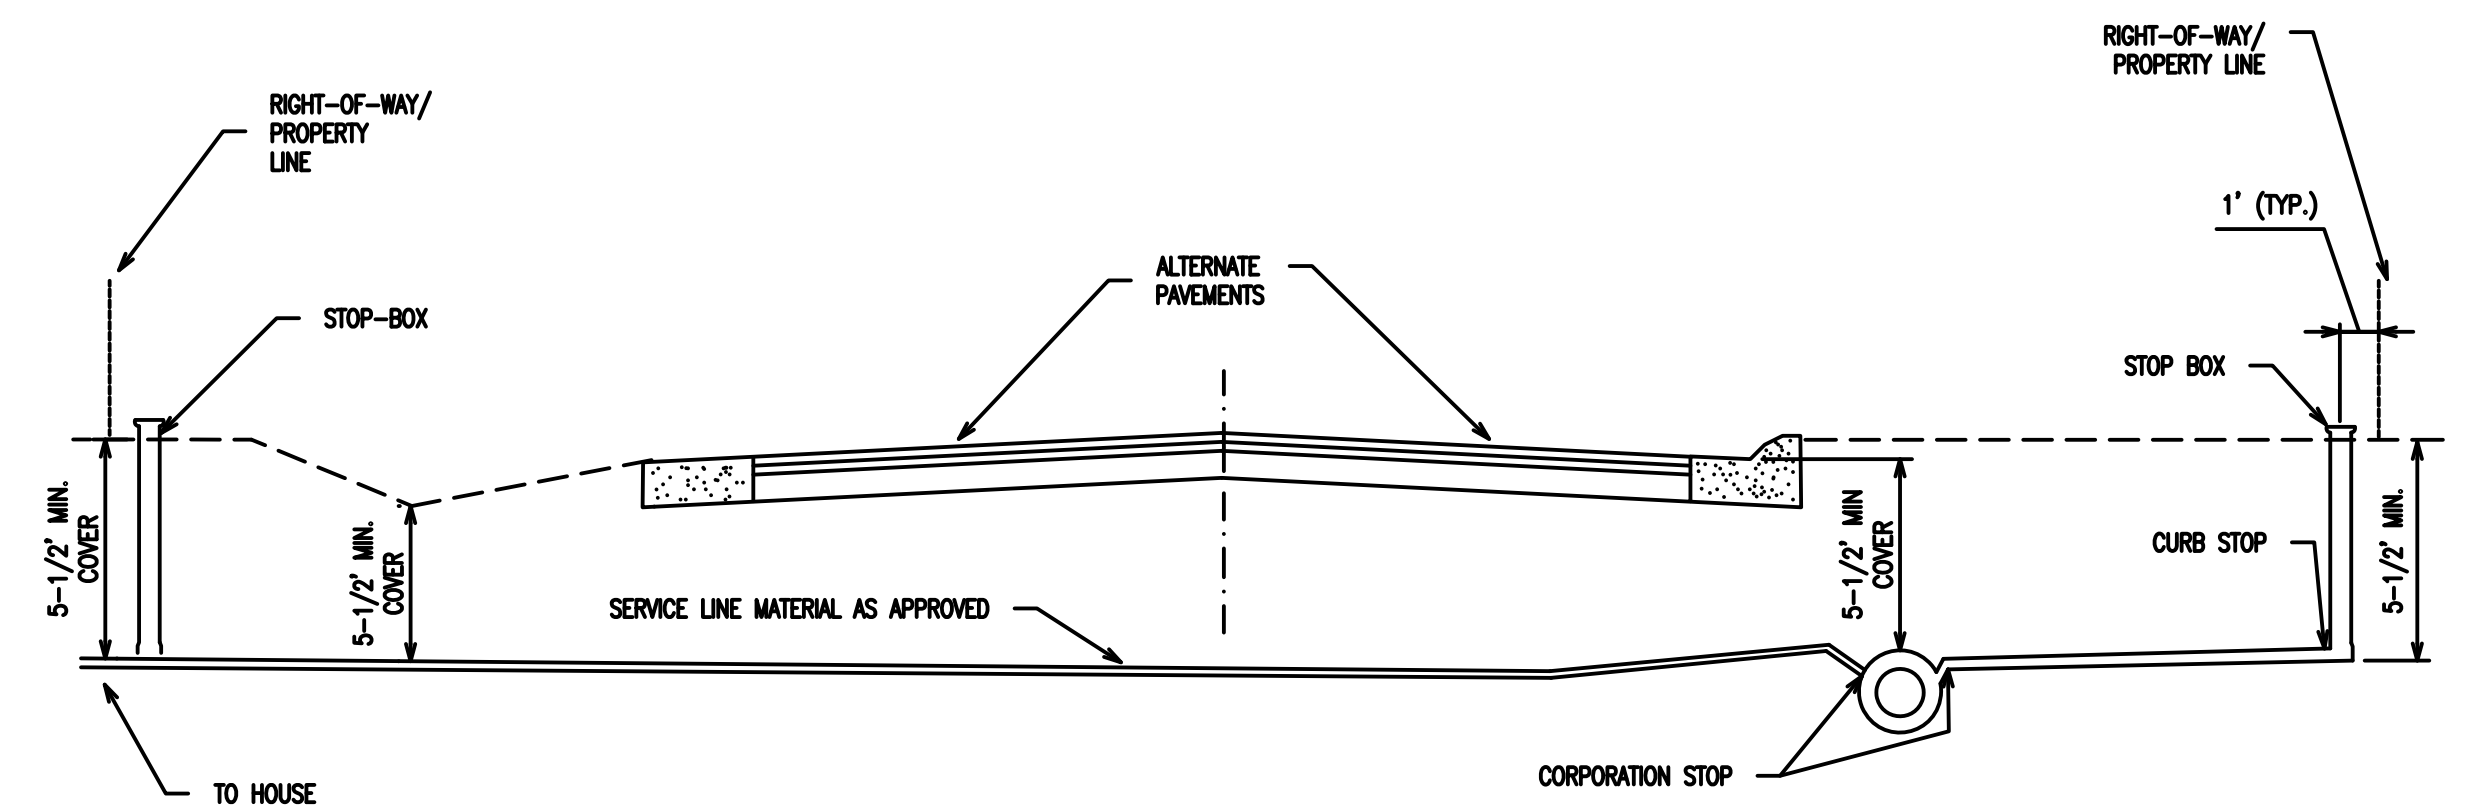 RIGHT-OF-WAY/
PROPERTY LINE
RIGHT-OF-WAY/
PROPERTY
LINE
1' (TYP.)
ALTERNATE
PAVEMENTS
STOP-BOX
STOP BOX
5-1/2' MIN.
COVER
5-1/2' MIN.
COVER
5-1/2' MIN
COVER
CURB STOP
5-1/2' MIN.
SERVICE LINE MATERIAL AS APPROVED
CORPORATION STOP
TO HOUSE